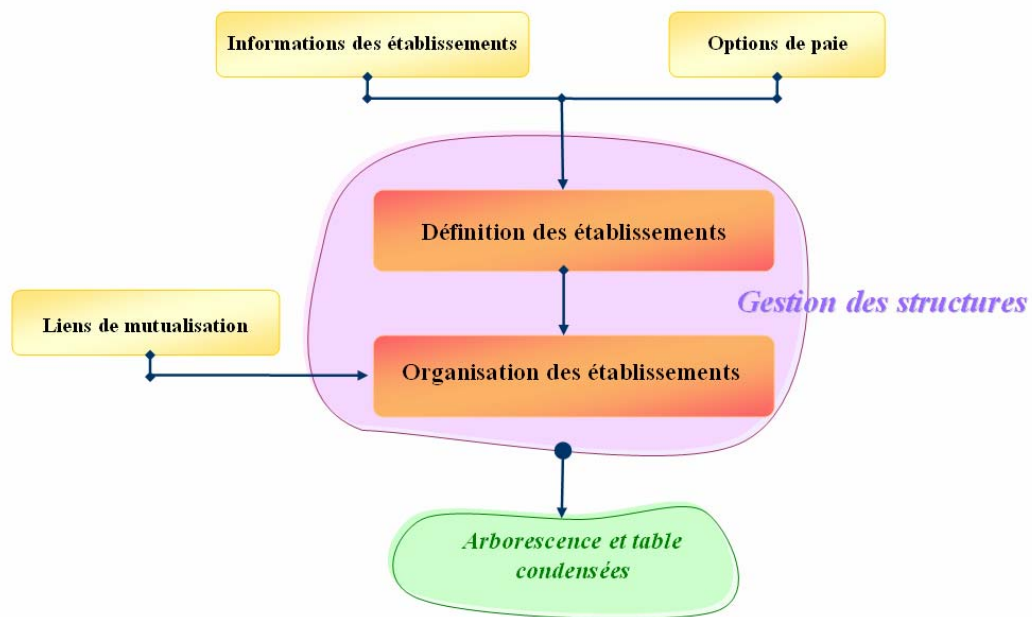 Informations des établissements
Options de paie
Définition des établissements
Gestion des structures
Liens de mutualisation
Organisation des établissements
Arborescence et table
condensées